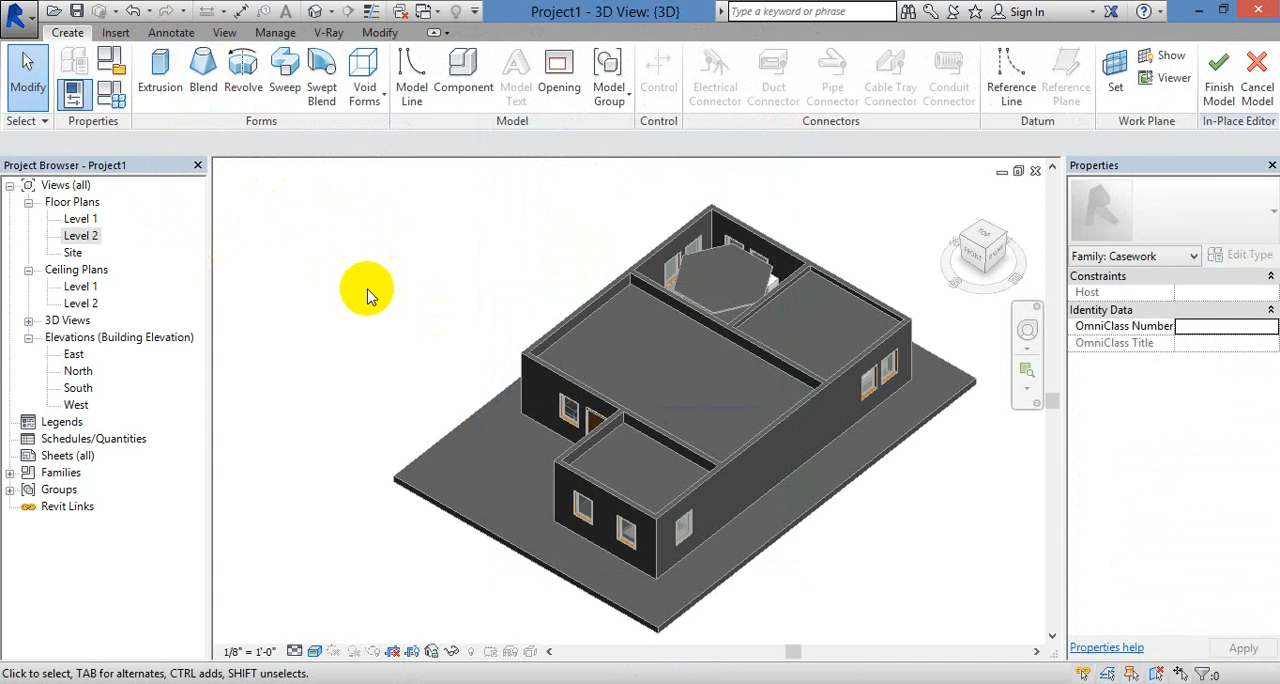 Project1 - 3D View: {3D}
Type a keyword or phrase
Sign In
Create Insert Annotate View Manage V-Ray Modify
Modify
Extrusion Blend Revolve Sweep Swept Blend Void Forms
Model Line Component Model Text Opening Model Group
Control
Electrical Connector Duct Connector Pipe Connector Cable Tray Connector Conduit Connector
Reference Line Reference Plane
Set Show Viewer
Finish Model Cancel Model
Select Properties Forms Model Control Connectors Datum Work Plane In-Place Editor
Project Browser - Project1
Views (all)
Floor Plans
Level 1
Level 2
Site
Ceiling Plans
Level 1
Level 2
3D Views
Elevations (Building Elevation)
East
North
South
West
Legends
Schedules/Quantities
Sheets (all)
Families
Groups
Revit Links
TOP
FRONT
Properties
Family: Casework
Edit Type
Constraints
Host
Identity Data
OmniClass Number
OmniClass Title
Properties help
Apply
1/8" = 1'-0"
Click to select, TAB for alternates, CTRL adds, SHIFT unselects.
:0